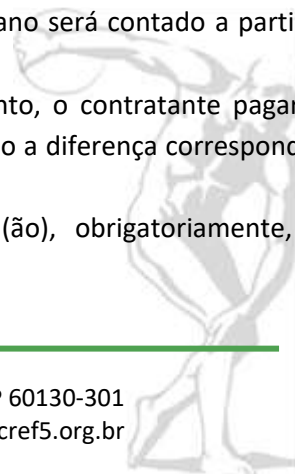 ano será contado a parti
nto, o contratante pagar
o a diferença correspond
(ão), obrigatoriamente,
60130-301
cref5.org.br